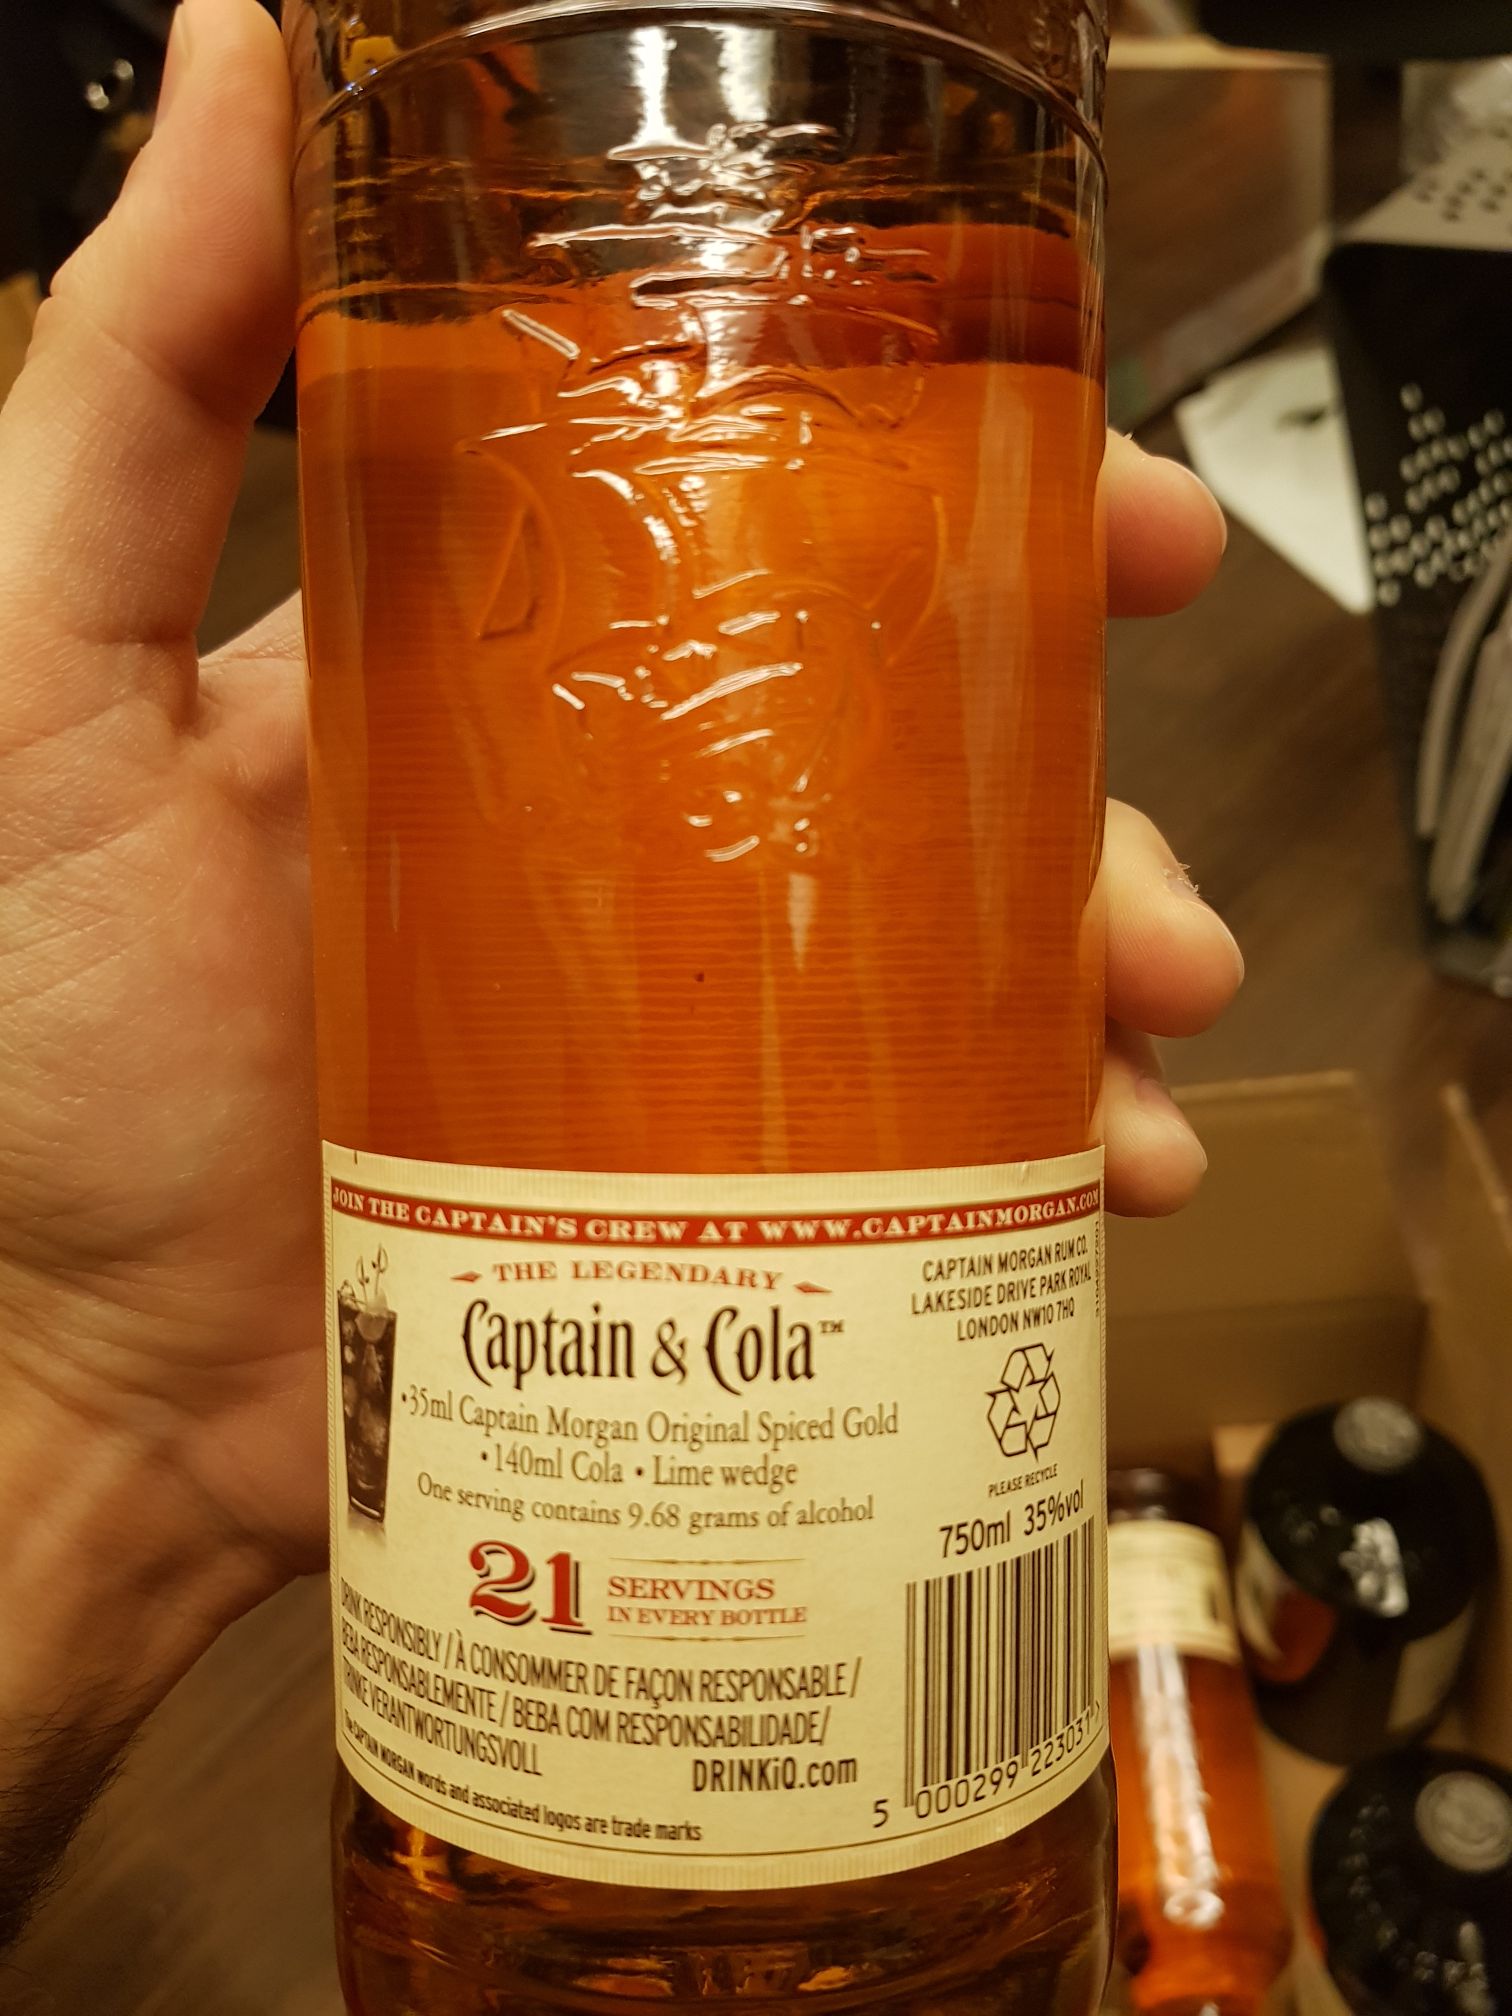 JOIN THE CAPTAIN'S CREW AT WWW.CAPTAINMORGAN.COM
THE LEGENDARY
Captain & Cola™
•35ml Captain Morgan Original Spiced Gold
•140ml Cola • Lime wedge
One serving contains 9.68 grams of alcohol
21 SERVINGS
IN EVERY BOTTLE
DRINK RESPONSIBLY / À CONSOMMER DE FAÇON RESPONSABLE /
BEBA RESPONSABLEMENTE / BEBA COM RESPONSABILIDADE/
TRINKE VERANTWORTUNGSVOLL
DRINKiQ.com
The CAPTAIN MORGAN words and associated logos are trade marks
CAPTAIN MORGAN RUM CO.
LAKESIDE DRIVE PARK ROYAL
LONDON NW10 7HQ
PLEASE RECYCLE
750ml 35%vol
5 000299 223031 >